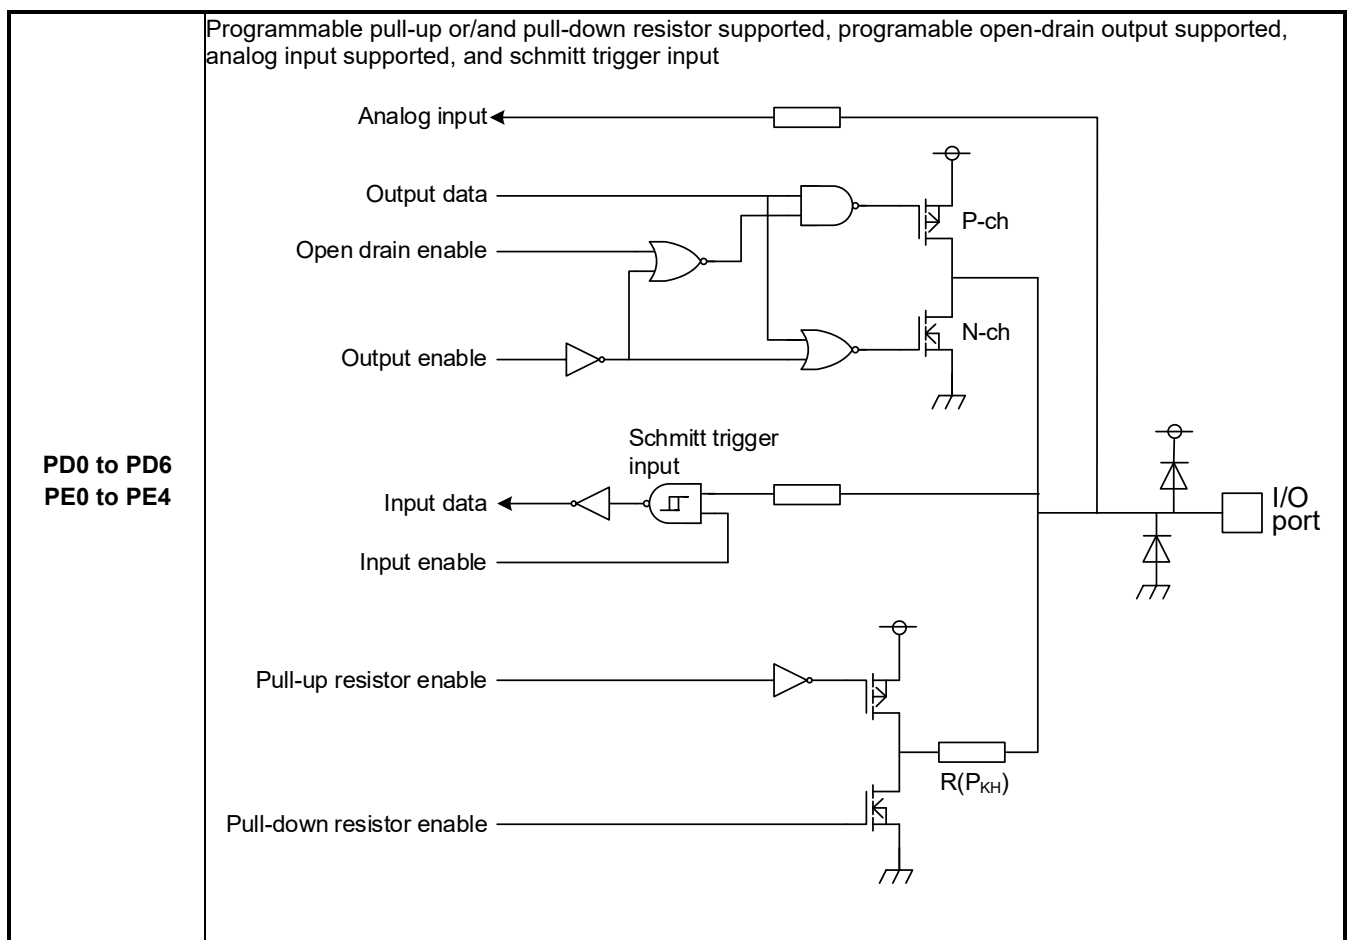 Programmable pull-up or/and pull-down resistor supported, programable open-drain output supported,
analog input supported, and schmitt trigger input
Analog input
Output data
P-ch
Open drain enable
N-ch
Output enable
Schmitt trigger
input
PD0 to PD6
PE0 to PE4
Input data
I/O
port
Input enable
Pull-up resistor enable
R(PKH)
Pull-down resistor enable